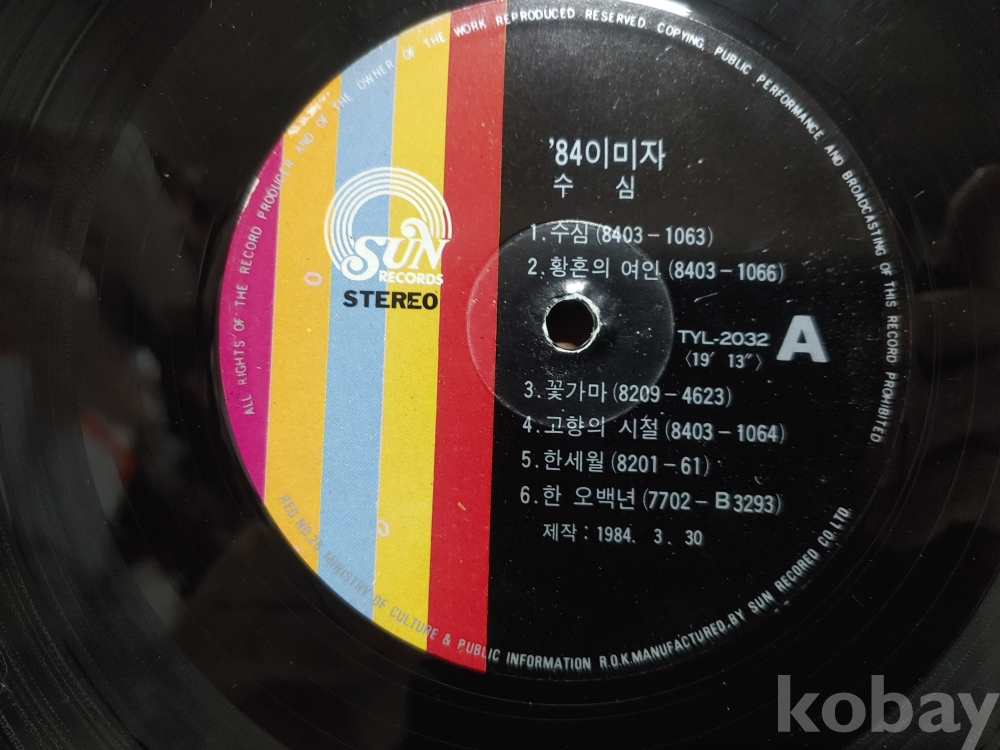 ALL RIGHTS OF THE RECORD PRODUCER AND OF THE OWNER OF THE WORK REPRODUCED RESERVED. COPYING, PUBLIC PERFORMANCE AND BROADCASTING OF THIS RECORD PROHIBITED.
'84이미자
수 심
1.수심 (8403-1063)
2.황혼의 여인 (8403-1066)
SUN
RECORDS
STEREO
TYL-2032
〈19′ 13″〉
A
3.꽃가마 (8209-4623)
4.고향의 시절 (8403-1064)
5.한세월 (8201-61)
6.한 오백년 (7702-B3293)
제작 : 1984. 3. 30
REG. NO. MINISTRY OF CULTURE & PUBLIC INFORMATION R.O.K.MANUFACTURED.BY SUN RECORED CO.LTD.
kobay